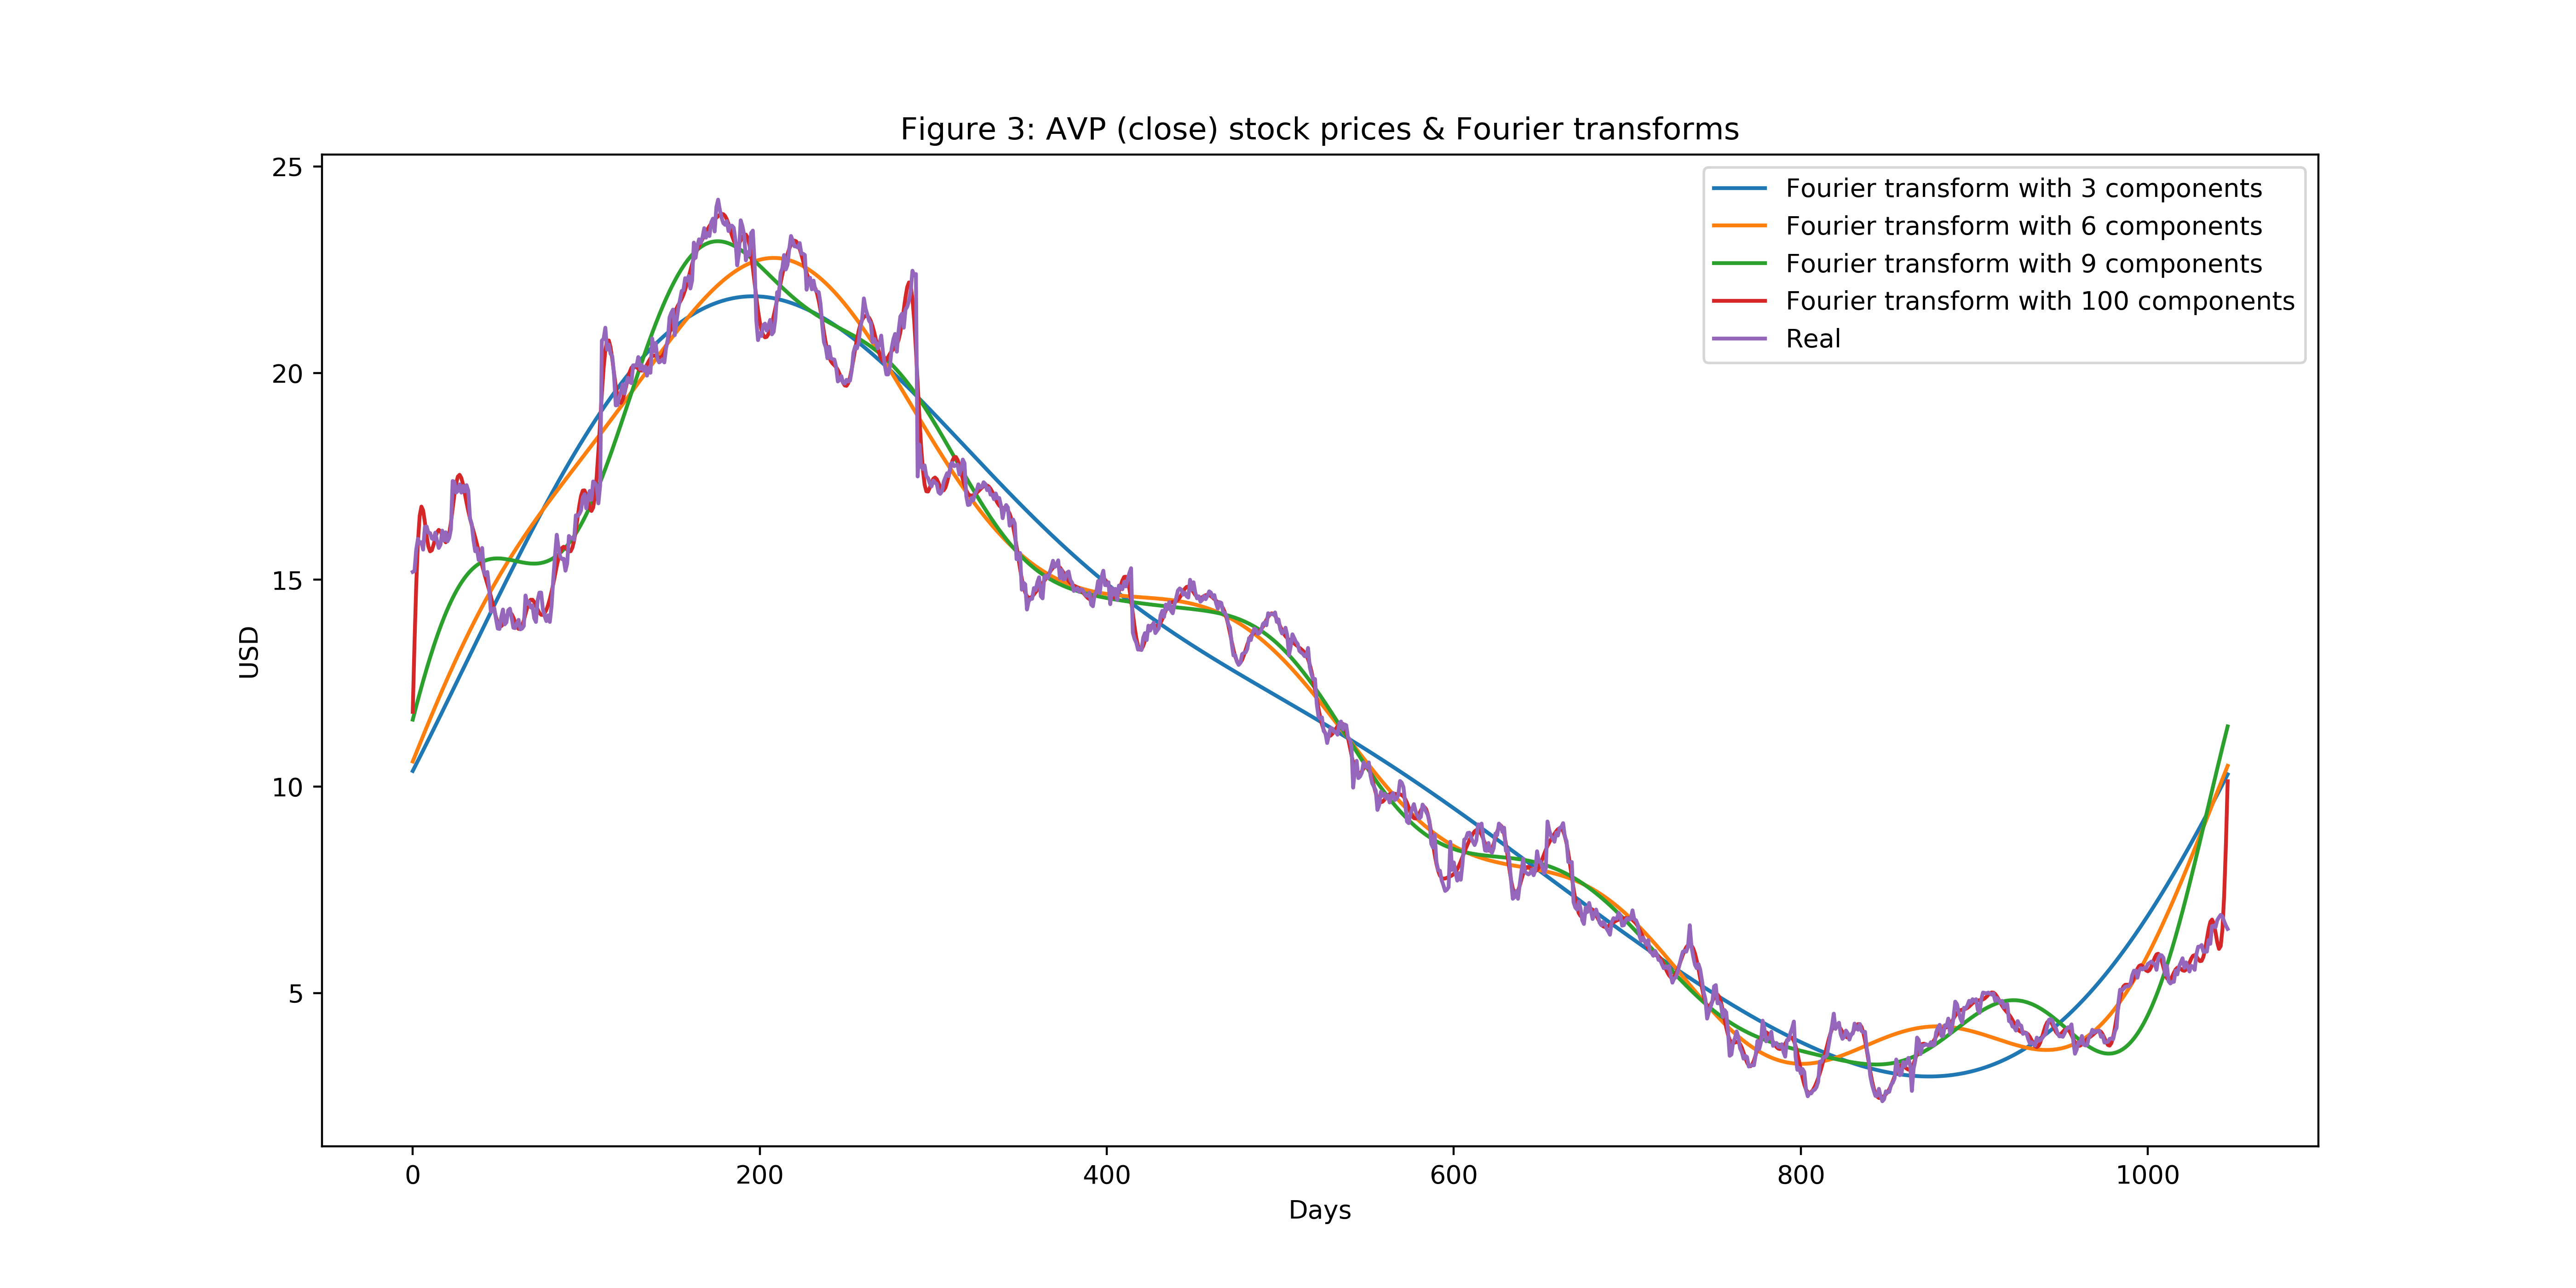 Figure 3: AVP (close) stock prices & Fourier transforms
25
20
15
10
5
USD
0
200
400
600
800
1000
Days
Fourier transform with 3 components
Fourier transform with 6 components
Fourier transform with 9 components
Fourier transform with 100 components
Real